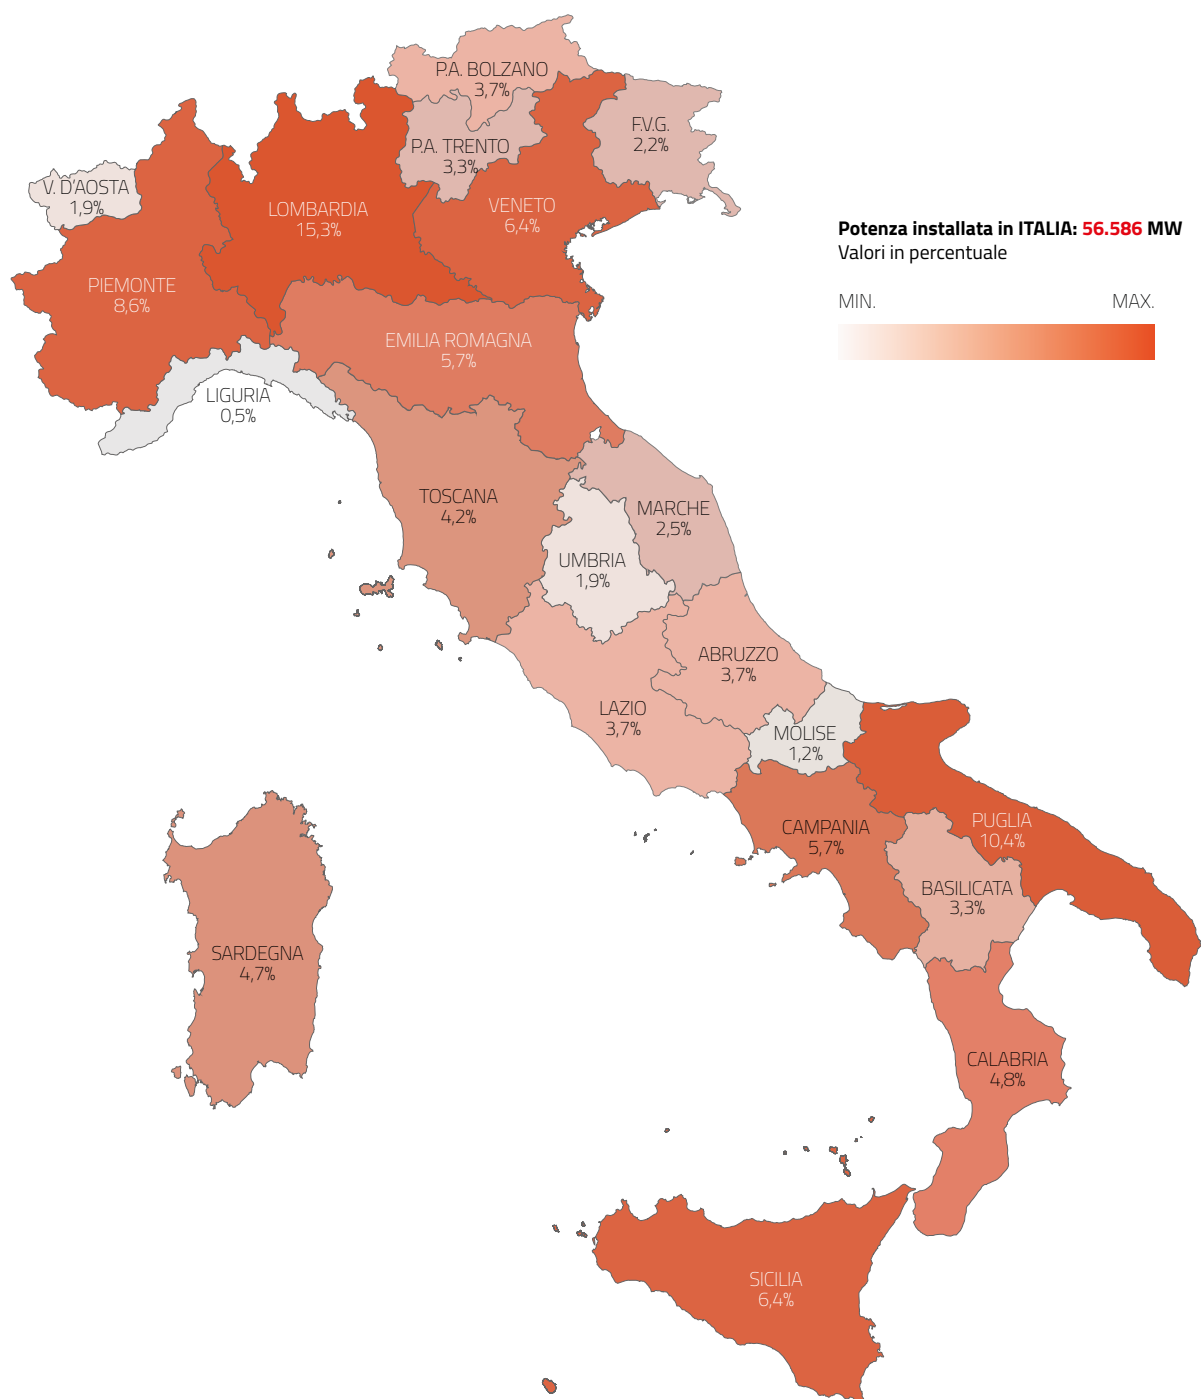 P.A. BOLZANO
3,7%
P.A. TRENTO
3,3%
F.V.G.
2,2%
V. D'AOSTA
1,9%
LOMBARDIA
15,3%
VENETO
6,4%
Potenza installata in ITALIA: 56.586 MW
Valori in percentuale
MIN. MAX.
PIEMONTE
8,6%
EMILIA ROMAGNA
5,7%
LIGURIA
0,5%
TOSCANA
4,2%
MARCHE
2,5%
UMBRIA
1,9%
ABRUZZO
3,7%
LAZIO
3,7%
MOLISE
1,2%
CAMPANIA
5,7%
PUGLIA
10,4%
BASILICATA
3,3%
SARDEGNA
4,7%
CALABRIA
4,8%
SICILIA
6,4%